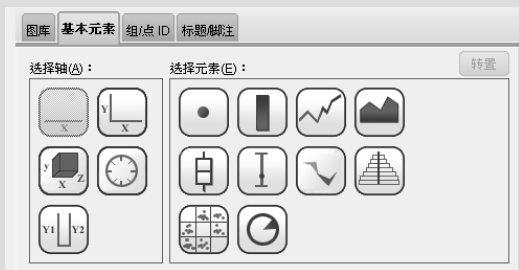 图库 基本元素 组/点 ID 标题/脚注
选择轴(A)： 选择元素(E)： 转置
X Y X
y X Z
Y1 Y2